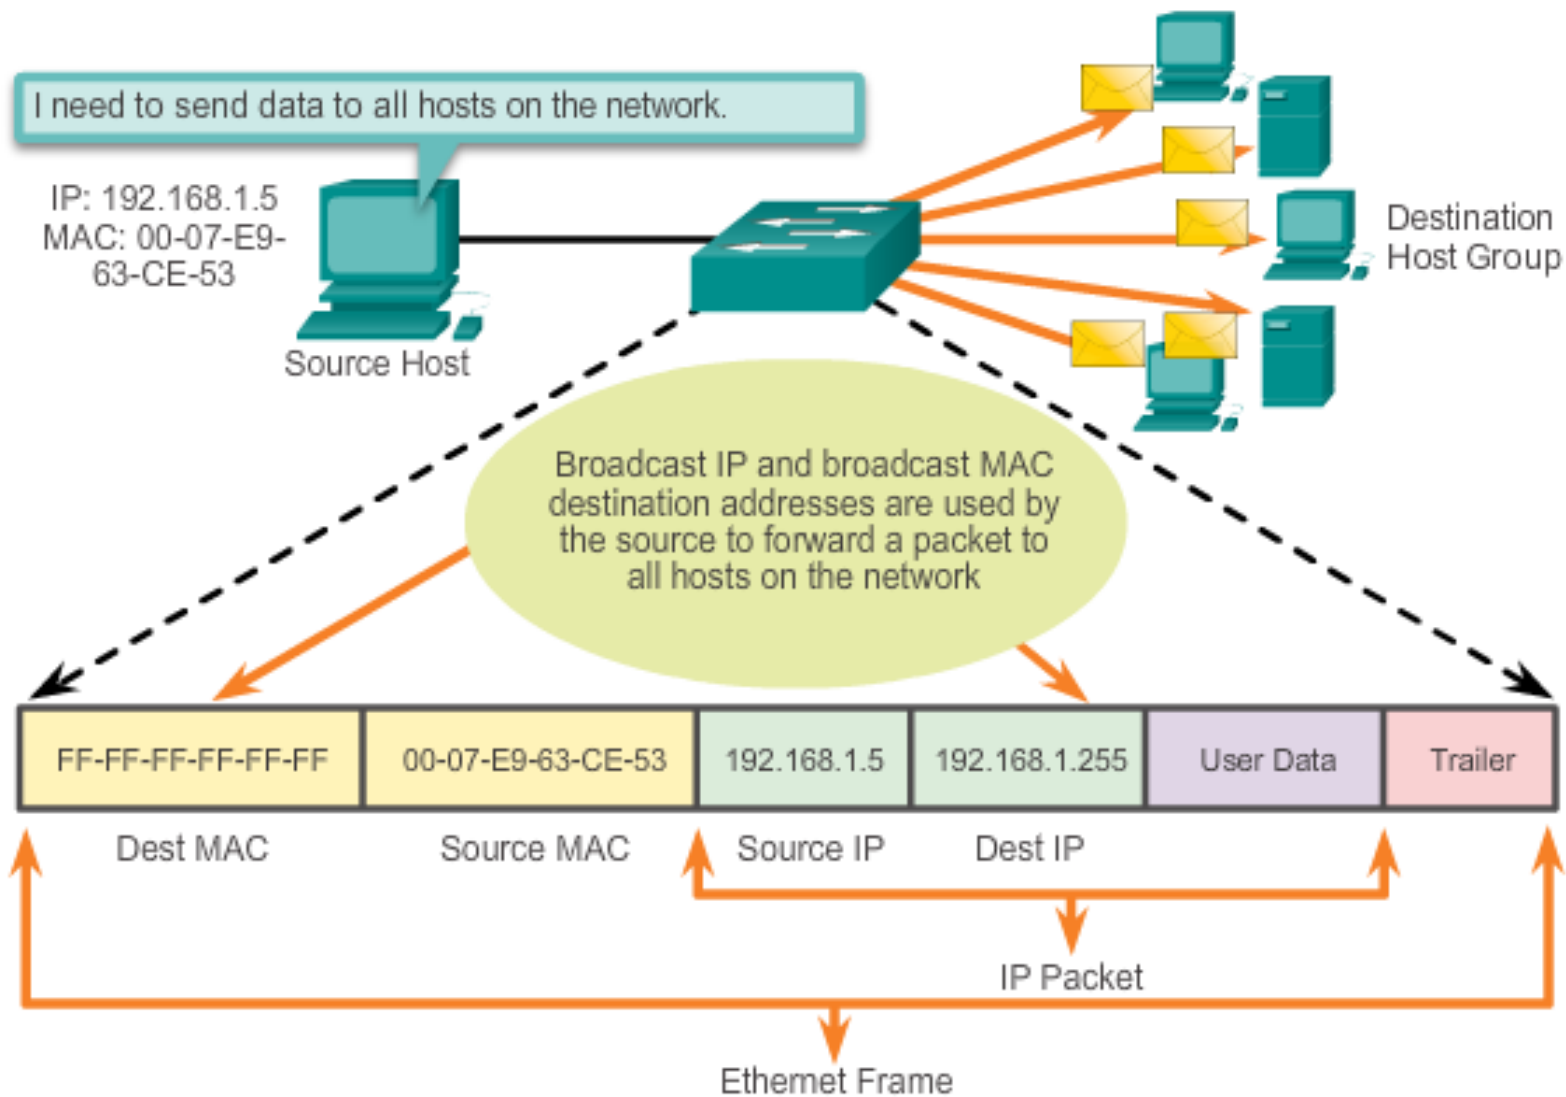 I need to send data to all hosts on the network.
IP: 192.168.1.5
MAC: 00-07-E9-
63-CE-53
Source Host
Destination
Host Group
Broadcast IP and broadcast MAC
destination addresses are used by
the source to forward a packet to
all hosts on the network
FF-FF-FF-FF-FF-FF
00-07-E9-63-CE-53
192.168.1.5
192.168.1.255
User Data
Trailer
Dest MAC
Source MAC
Source IP
Dest IP
IP Packet
Ethernet Frame